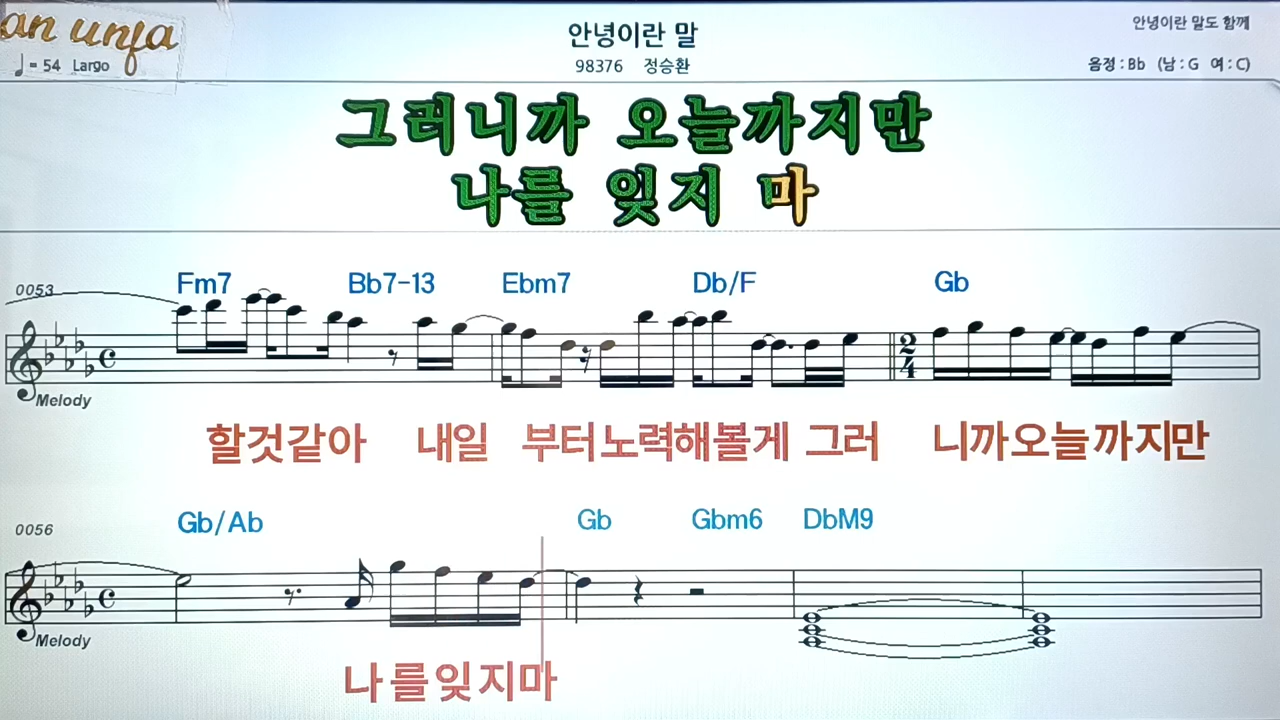 an unfa
안녕이란 말
안녕이란 말도 함께
♩= 54 Largo
98376 정승환
음정 : Bb (남 : G 여 : C)
그러니까 오늘까지만
나를 잊지 마
0053
Fm7 Bb7-13 Ebm7 Db/F Gb
2
4
Melody
할것같아 내일 부터노력해볼게 그러 니까오늘까지만
0056
Gb/Ab Gb Gbm6 DbM9
Melody
나를잊지마